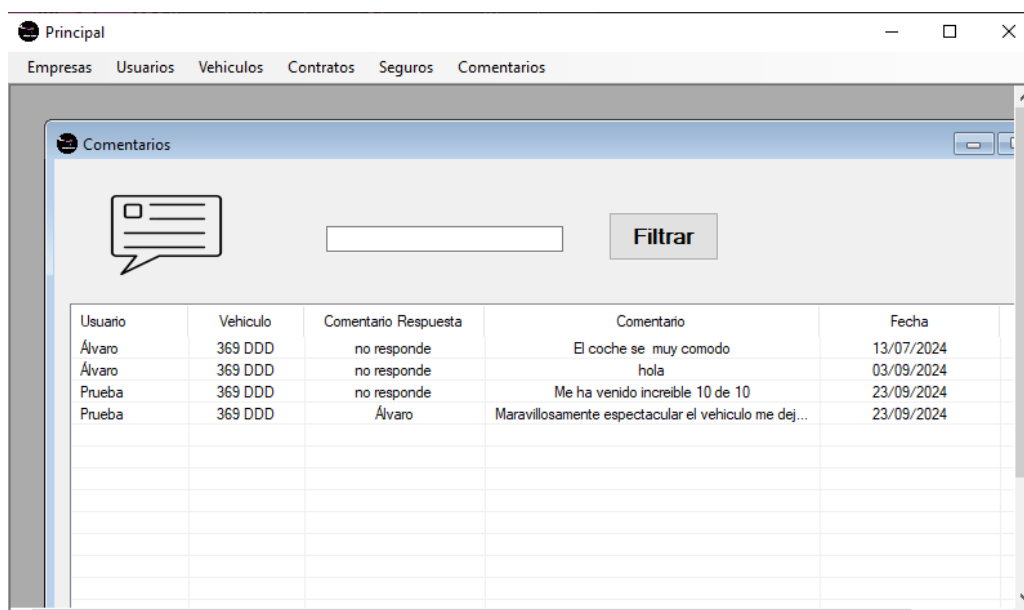 Principal
Empresas Usuarios Vehiculos Contratos Seguros Comentarios
Comentarios
Filtrar
Usuario Vehiculo Comentario Respuesta Comentario Fecha
Álvaro 369 DDD no responde El coche se muy comodo 13/07/2024
Álvaro 369 DDD no responde hola 03/09/2024
Prueba 369 DDD no responde Me ha venido increible 10 de 10 23/09/2024
Prueba 369 DDD Álvaro Maravillosamente espectacular el vehiculo me dej... 23/09/2024